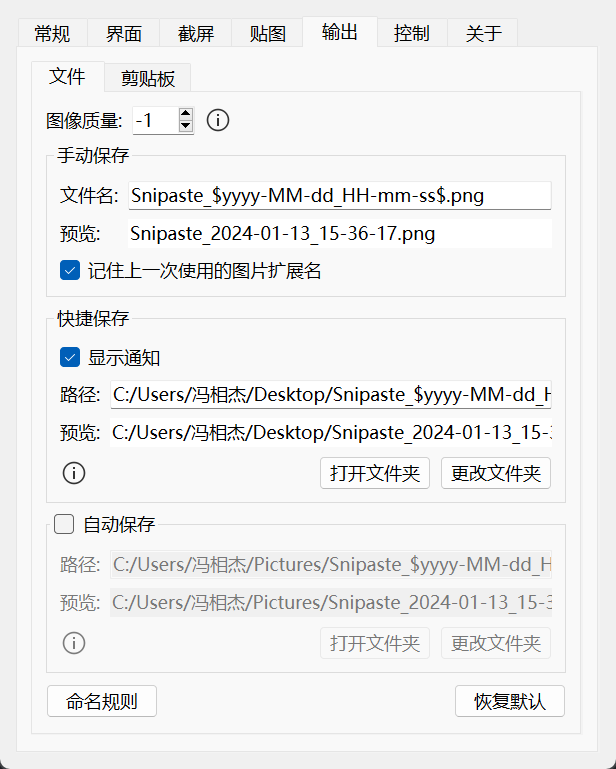 常规 界面 截屏 贴图 输出 控制 关于
文件 剪贴板
图像质量: -1
手动保存
文件名: Snipaste_$yyyy-MM-dd_HH-mm-ss$.png
预览: Snipaste_2024-01-13_15-36-17.png
记住上一次使用的图片扩展名
快捷保存
显示通知
路径: C:/Users/冯相杰/Desktop/Snipaste_$yyyy-MM-dd_H
预览: C:/Users/冯相杰/Desktop/Snipaste_2024-01-13_15-3
打开文件夹 更改文件夹
自动保存
路径: C:/Users/冯相杰/Pictures/Snipaste_$yyyy-MM-dd_H
预览: C:/Users/冯相杰/Pictures/Snipaste_2024-01-13_15-3
打开文件夹 更改文件夹
命名规则 恢复默认